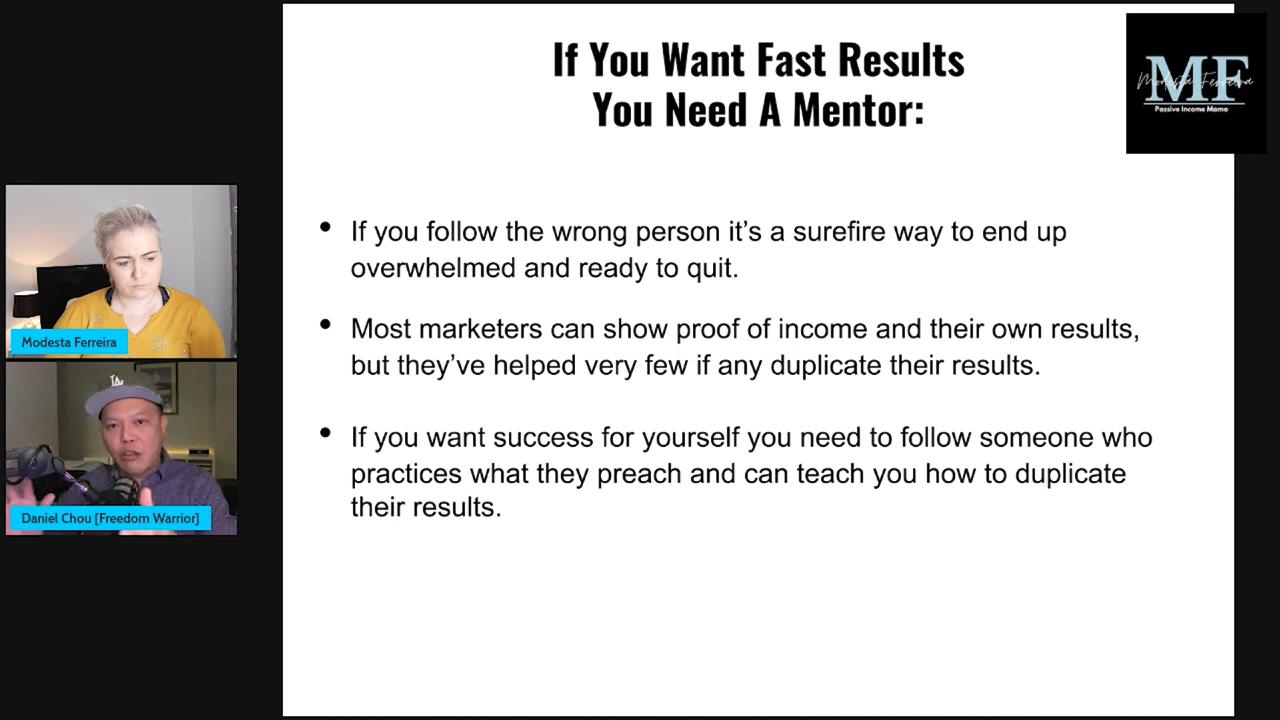 If You Want Fast Results
You Need A Mentor:
MF
Modesta Ferreira
Passive Income Mama
• If you follow the wrong person it’s a surefire way to end up
overwhelmed and ready to quit.
• Most marketers can show proof of income and their own results,
but they’ve helped very few if any duplicate their results.
• If you want success for yourself you need to follow someone who
practices what they preach and can teach you how to duplicate
their results.
Modesta Ferreira
LA
Daniel Chou [Freedom Warrior]